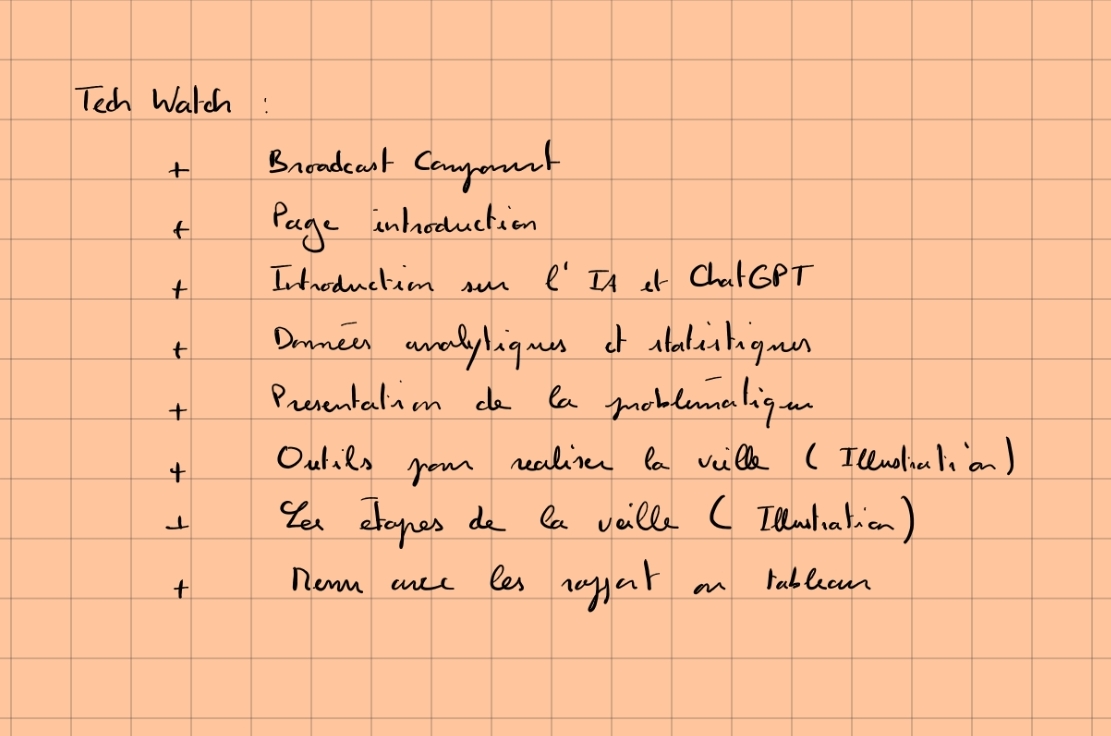 Tech Watch :
+ Broadcast Component
+ Page introduction
+ Introduction sur l'IA et ChatGPT
+ Données analytiques et statistiques
+ Presentation de la problématique
+ Outils pour realiser la veille ( Illustration )
+ Les étapes de la veille ( Illustration )
+ Menu avec les rapport ou tableau